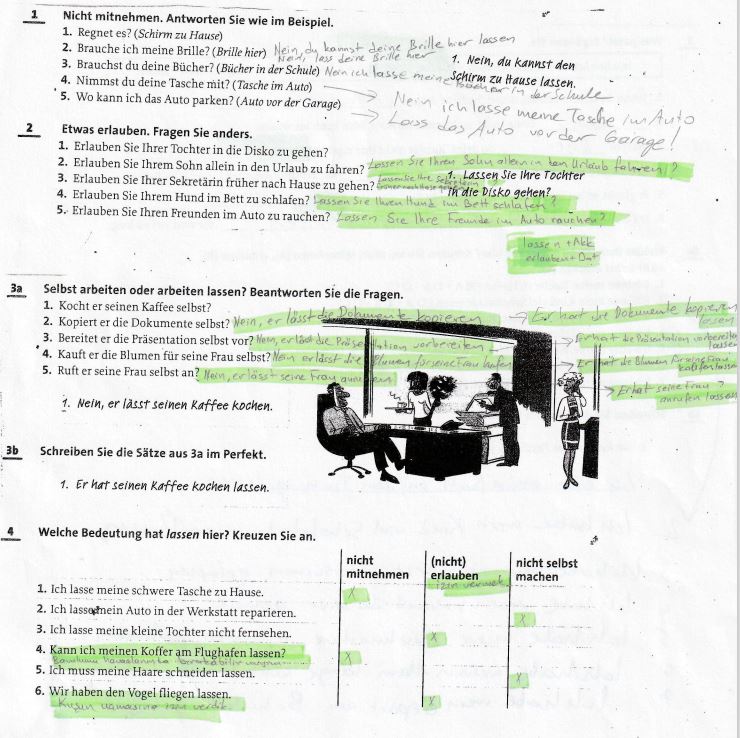 1 Nicht mitnehmen. Antworten Sie wie im Beispiel.
1. Regnet es? (Schirm zu Hause)
2. Brauche ich meine Brille? (Brille hier) Nein, du kannst deine Brille hier lassen
Nein, lass deine Brille hier
3. Brauchst du deine Bücher? (Bücher in der Schule) Nein ich lasse meine Bücher in der Schule
1. Nein, du kannst den
Schirm zu Hause lassen.
4. Nimmst du deine Tasche mit? (Tasche im Auto)
Nein ich lasse meine Tasche im Auto
5. Wo kann ich das Auto parken? (Auto vor der Garage)
Lass das Auto vor der Garage!
2 Etwas erlauben. Fragen Sie anders.
1. Erlauben Sie Ihrer Tochter in die Disko zu gehen?
2. Erlauben Sie Ihrem Sohn allein in den Urlaub zu fahren? Lassen Sie Ihren Sohn allein in den Urlaub fahren?
3. Erlauben Sie Ihrer Sekretärin früher nach Hause zu gehen? Lassen Sie Ihre Sekretärin
1. Lassen Sie Ihre Tochter
in die Disko gehen?
4. Erlauben Sie Ihrem Hund im Bett zu schlafen? Lassen Sie Ihren Hund im Bett schlafen?
5. Erlauben Sie Ihren Freunden im Auto zu rauchen? Lassen Sie Ihre Freunde im Auto rauchen?
lassen + Akk
erlauben + Dat
3a Selbst arbeiten oder arbeiten lassen? Beantworten Sie die Fragen.
1. Kocht er seinen Kaffee selbst?
2. Kopiert er die Dokumente selbst? Nein, er lässt die Dokumente kopieren
Er hat die Dokumente kopieren
lassen
3. Bereitet er die Präsentation selbst vor? Nein, er lässt die Präsentation vorbereiten
Er hat die Präsentation vorbereiten
lassen
4. Kauft er die Blumen für seine Frau selbst? Nein er lässt die Blumen für seine Frau kaufen
Er hat die Blumen für seine Frau
kaufen lassen
5. Ruft er seine Frau selbst an? Nein, er lässt seine Frau anrufen
Er hat seine Frau
anrufen lassen
1. Nein, er lässt seinen Kaffee kochen.
3b Schreiben Sie die Sätze aus 3a im Perfekt.
1. Er hat seinen Kaffee kochen lassen.
4 Welche Bedeutung hat lassen hier? Kreuzen Sie an.
nicht mitnehmen (nicht) erlauben nicht selbst machen
izin vermek
1. Ich lasse meine schwere Tasche zu Hause. X
2. Ich lasse mein Auto in der Werkstatt reparieren. X
3. Ich lasse meine kleine Tochter nicht fernsehen. X
4. Kann ich meinen Koffer am Flughafen lassen? X
5. Ich muss meine Haare schneiden lassen. X
6. Wir haben den Vogel fliegen lassen. X
Kuşun uçmasına izin verdik.